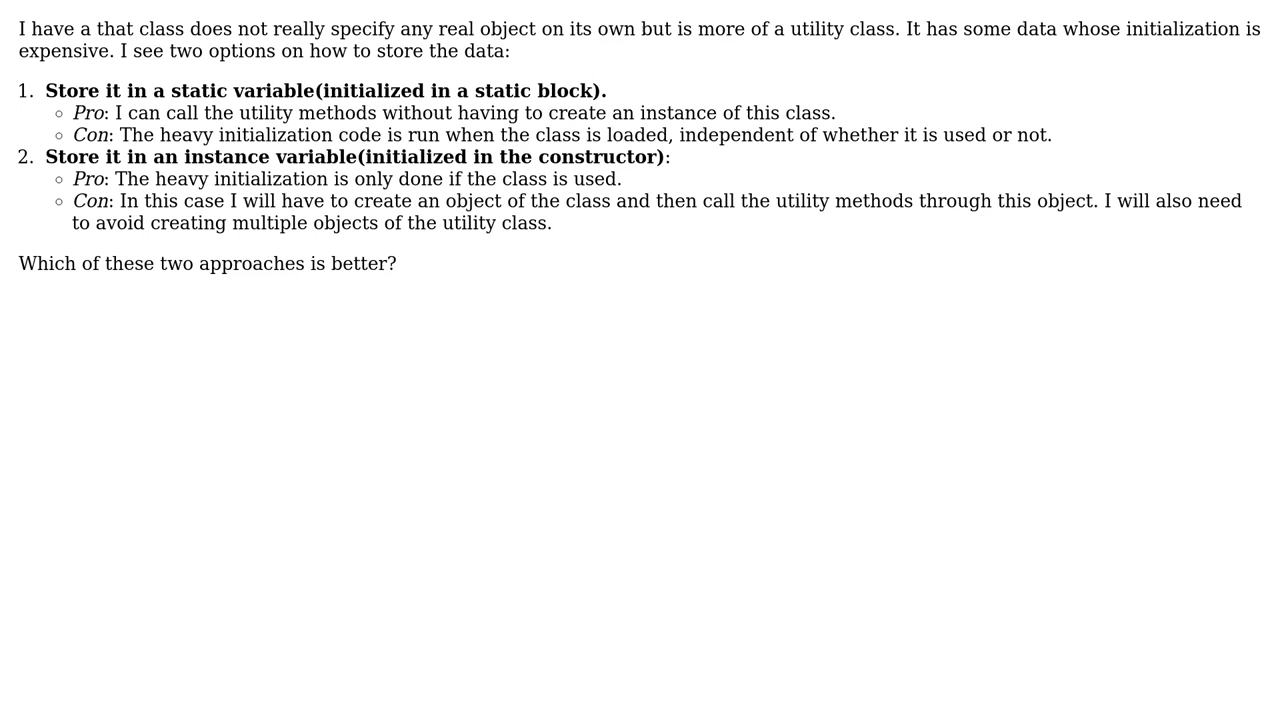 I have a that class does not really specify any real object on its own but is more of a utility class. It has some data whose initialization is
expensive. I see two options on how to store the data:
1. Store it in a static variable(initialized in a static block).
◦ Pro: I can call the utility methods without having to create an instance of this class.
◦ Con: The heavy initialization code is run when the class is loaded, independent of whether it is used or not.
2. Store it in an instance variable(initialized in the constructor):
◦ Pro: The heavy initialization is only done if the class is used.
◦ Con: In this case I will have to create an object of the class and then call the utility methods through this object. I will also need
to avoid creating multiple objects of the utility class.
Which of these two approaches is better?